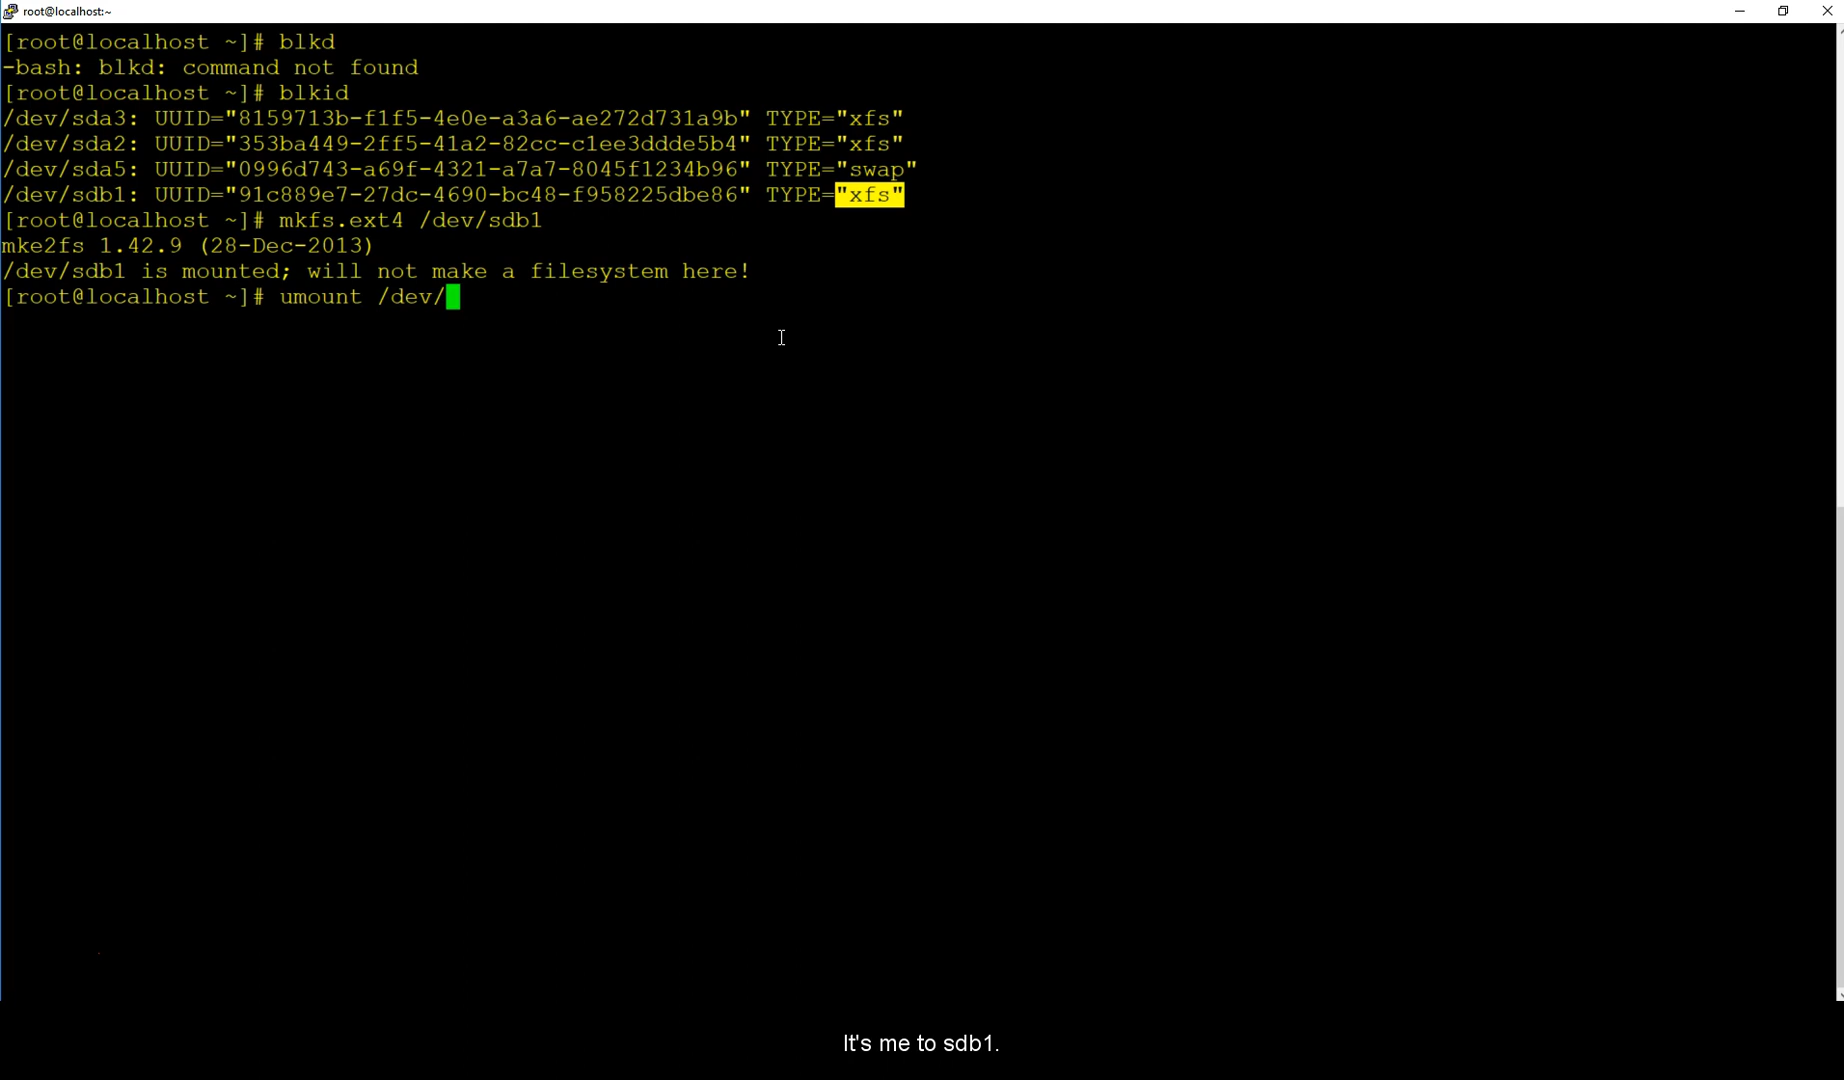 root@localhost:~
[root@localhost ~]# blkd
-bash: blkd: command not found
[root@localhost ~]# blkid
/dev/sda3: UUID="8159713b-f1f5-4e0e-a3a6-ae272d731a9b" TYPE="xfs"
/dev/sda2: UUID="353ba449-2ff5-41a2-82cc-c1ee3ddde5b4" TYPE="xfs"
/dev/sda5: UUID="0996d743-a69f-4321-a7a7-8045f1234b96" TYPE="swap"
/dev/sdb1: UUID="91c889e7-27dc-4690-bc48-f958225dbe86" TYPE="xfs"
[root@localhost ~]# mkfs.ext4 /dev/sdb1
mke2fs 1.42.9 (28-Dec-2013)
/dev/sdb1 is mounted; will not make a filesystem here!
[root@localhost ~]# umount /dev/
It's me to sdb1.